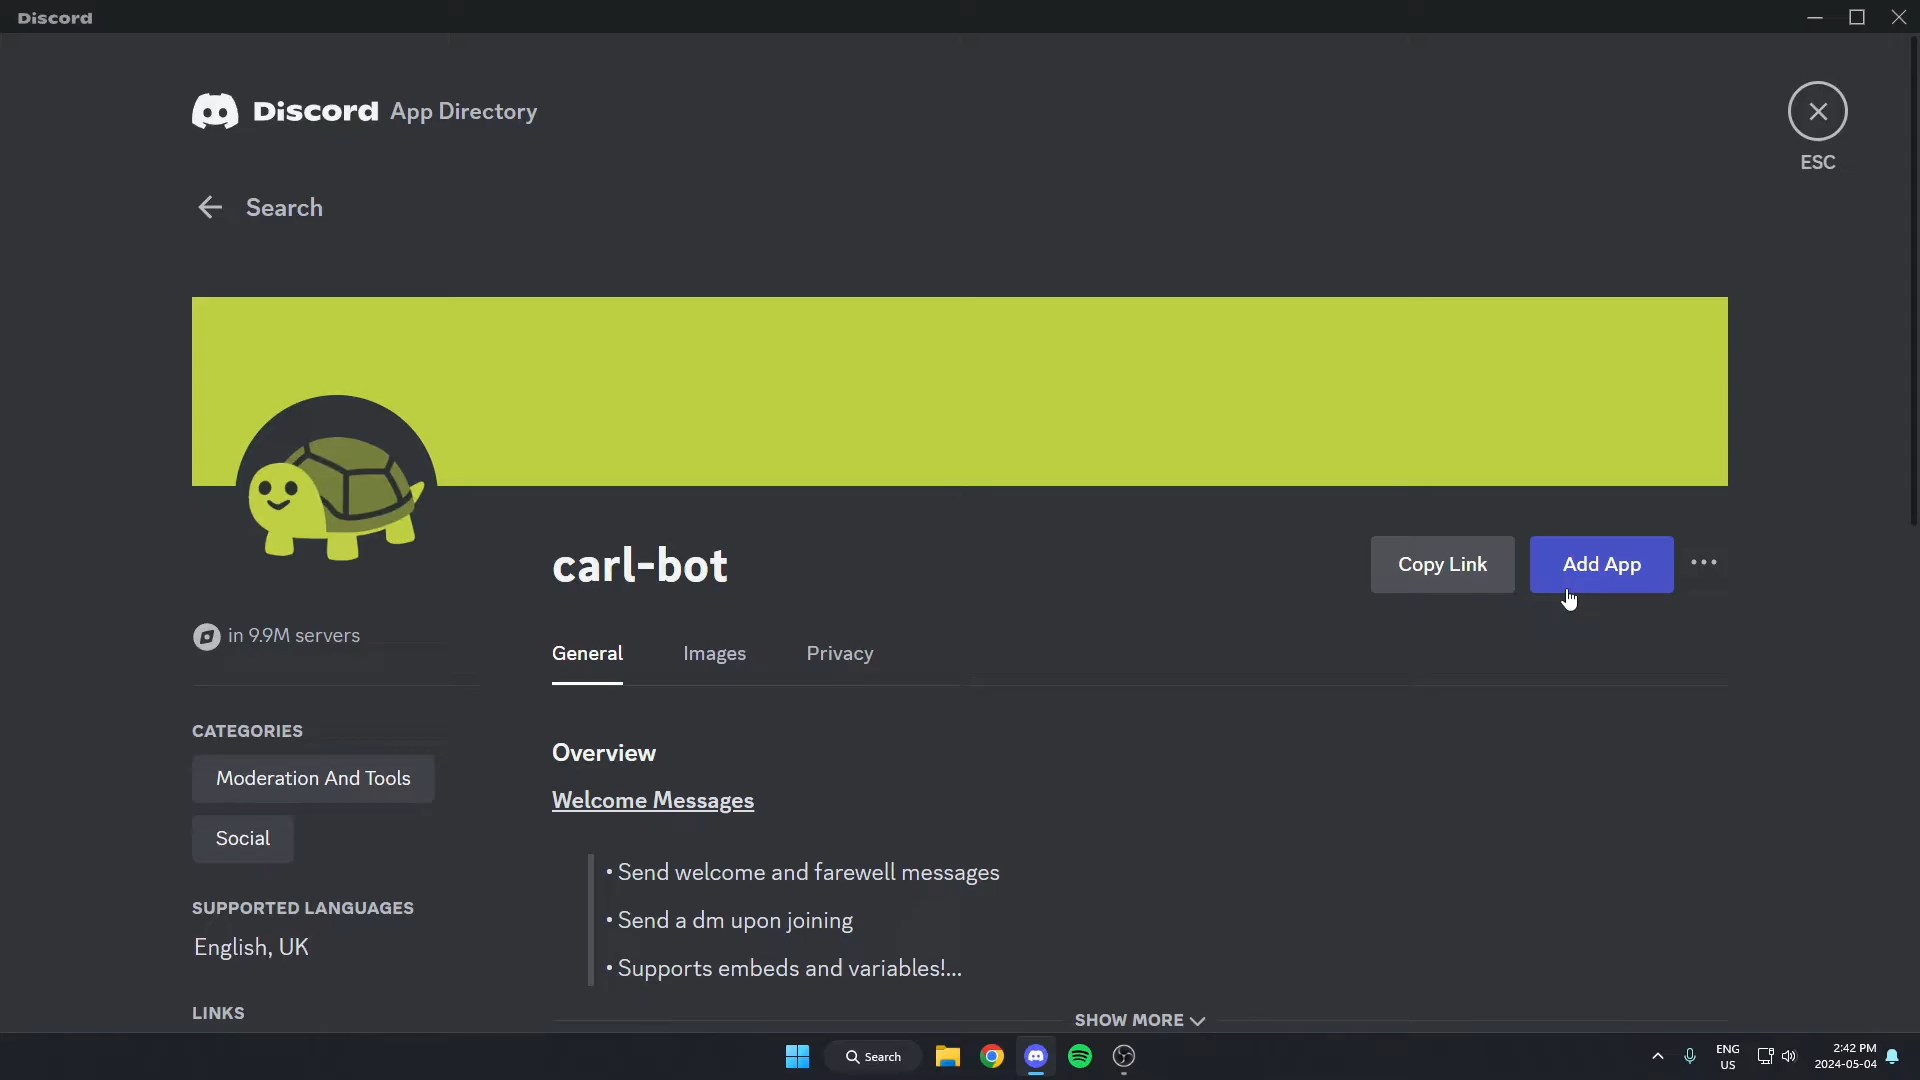 Discord
Discord App Directory
ESC
Search
carl-bot
Copy Link
Add App
in 9.9M servers
General
Images
Privacy
CATEGORIES
Moderation And Tools
Social
SUPPORTED LANGUAGES
English, UK
LINKS
Overview
Welcome Messages
• Send welcome and farewell messages
• Send a dm upon joining
• Supports embeds and variables!...
SHOW MORE
Search
ENG
US
2:42 PM
2024-05-04